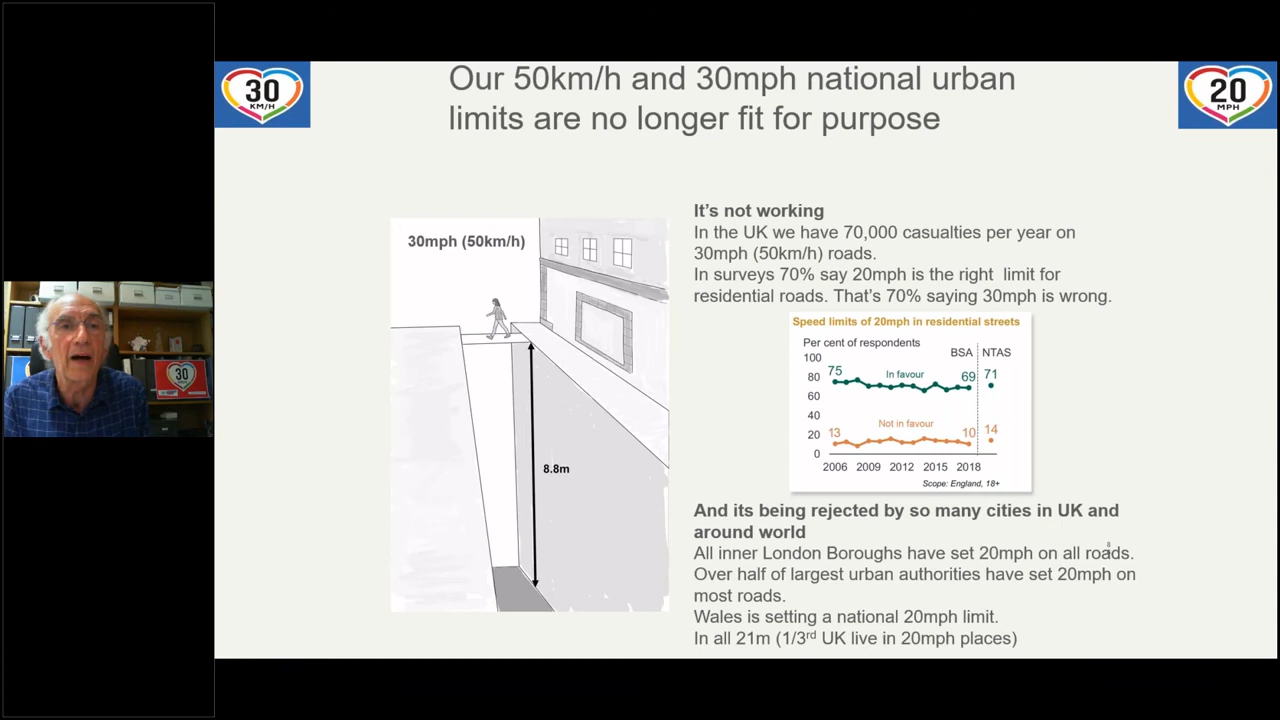 Our 50km/h and 30mph national urban
limits are no longer fit for purpose
30
KM/H
20
MPH
30mph (50km/h)
8.8m
It's not working
In the UK we have 70,000 casualties per year on
30mph (50km/h) roads.
In surveys 70% say 20mph is the right limit for
residential roads. That's 70% saying 30mph is wrong.
Speed limits of 20mph in residential streets
Per cent of respondents
BSA
NTAS
100
80
60
40
20
0
75
In favour
69
71
13
Not in favour
10
14
2006 2009 2012 2015 2018
Scope: England, 18+
And its being rejected by so many cities in UK and
around world
All inner London Boroughs have set 20mph on all roads.
Over half of largest urban authorities have set 20mph on
most roads.
Wales is setting a national 20mph limit.
In all 21m (1/3rd UK live in 20mph places)
30